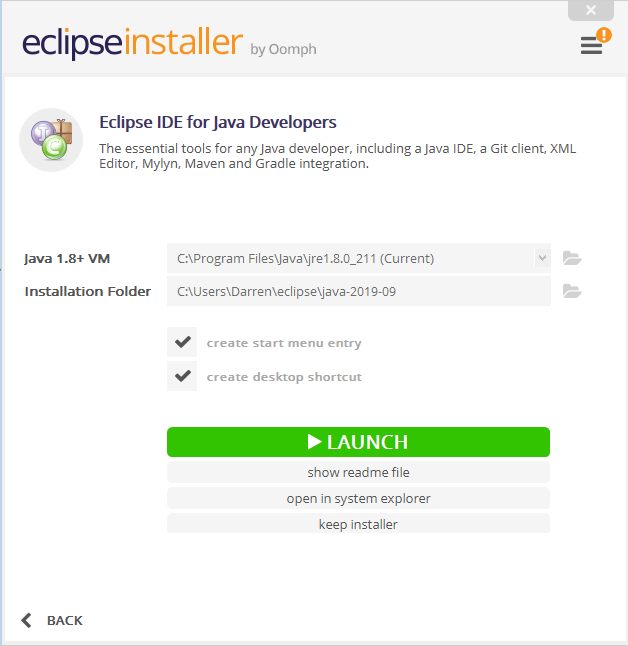 eclipseinstaller by Oomph
!
Eclipse IDE for Java Developers
The essential tools for any Java developer, including a Java IDE, a Git client, XML
Editor, Mylyn, Maven and Gradle integration.
J
C
Java 1.8+ VM C:\Program Files\Java\jre1.8.0_211 (Current)
Installation Folder C:\Users\Darren\eclipse\java-2019-09
create start menu entry
create desktop shortcut
LAUNCH
show readme file
open in system explorer
keep installer
BACK